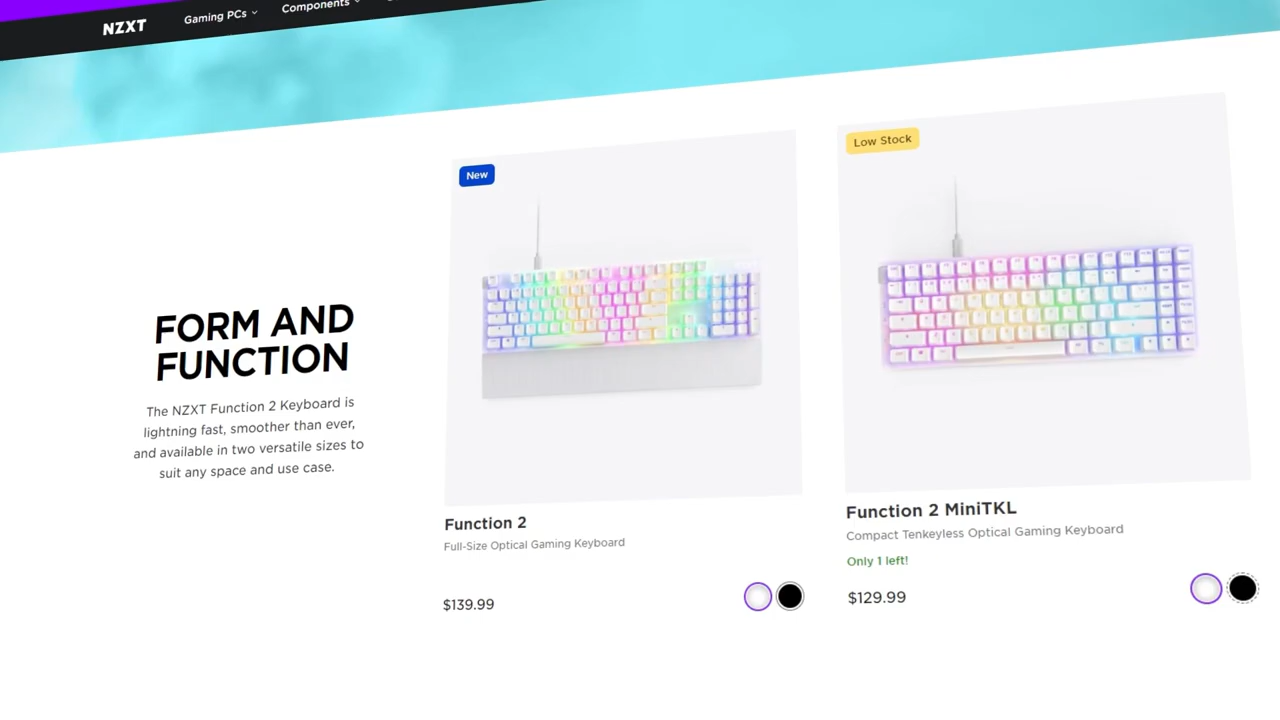 NZXT
Gaming PCs
Components
New
Low Stock
FORM AND
FUNCTION
The NZXT Function 2 Keyboard is
lightning fast, smoother than ever,
and available in two versatile sizes to
suit any space and use case.
Function 2
Full-Size Optical Gaming Keyboard
$139.99
Function 2 MiniTKL
Compact Tenkeyless Optical Gaming Keyboard
Only 1 left!
$129.99